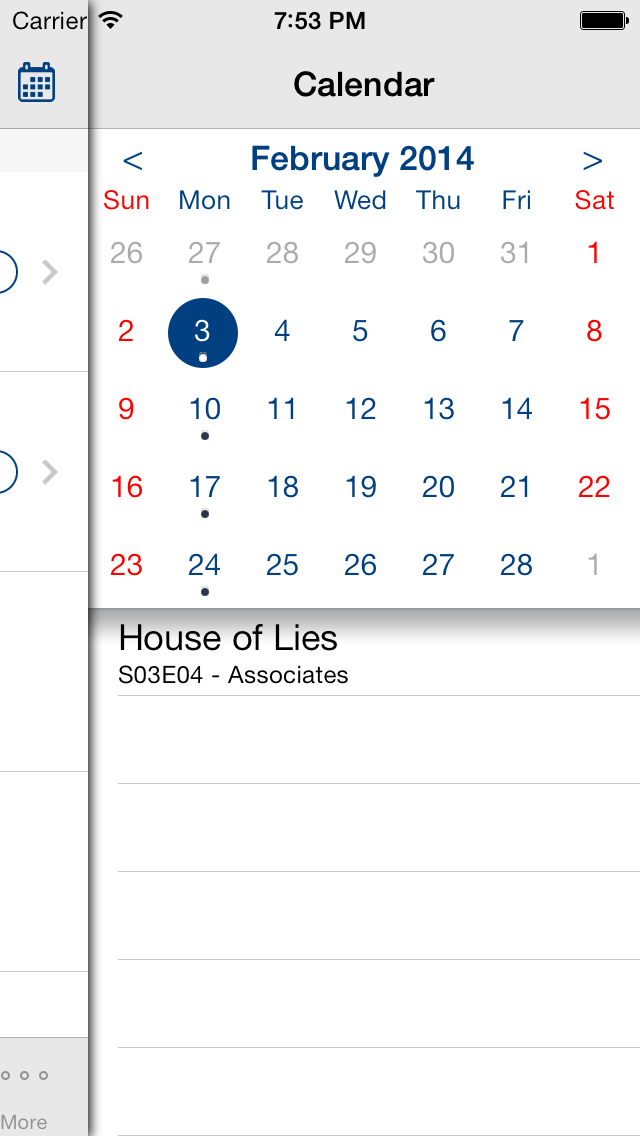 Carrier 7:53 PM
Calendar
< February 2014 >
Sun Mon Tue Wed Thu Fri Sat
26 27 28 29 30 31 1
2 3 4 5 6 7 8
9 10 11 12 13 14 15
16 17 18 19 20 21 22
23 24 25 26 27 28 1
House of Lies
S03E04 - Associates
More